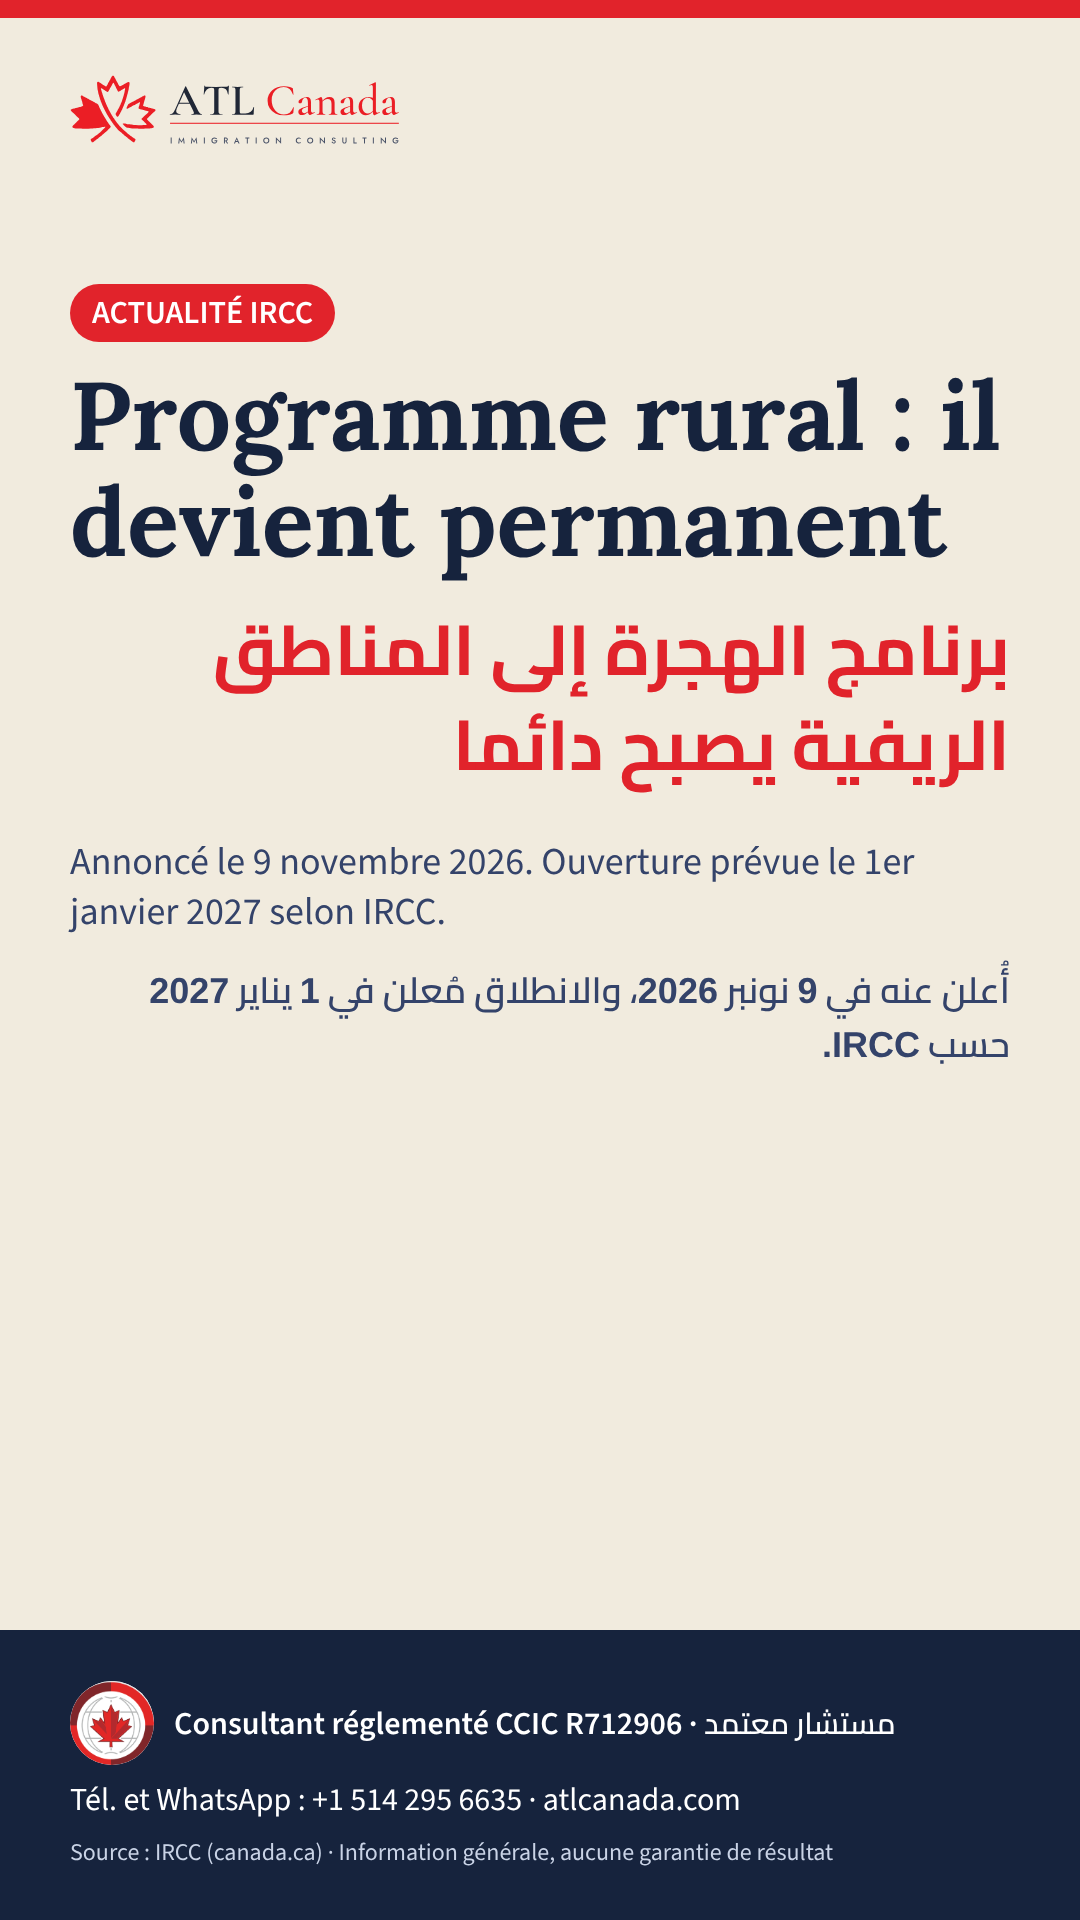 ATL Canada
IMMIGRATION CONSULTING
ACTUALITÉ IRCC
Programme rural : il
devient permanent
برنامج الهجرة إلى المناطق
الريفية يصبح دائما
Annoncé le 9 novembre 2026. Ouverture prévue le 1er
janvier 2027 selon IRCC.
أُعلن عنه في 9 نونبر 2026، والانطلاق مُعلن في 1 يناير 2027
حسب IRCC.
Consultant réglementé CCIC R712906 · مستشار معتمد
Tél. et WhatsApp : +1 514 295 6635 · atlcanada.com
Source : IRCC (canada.ca) · Information générale, aucune garantie de résultat